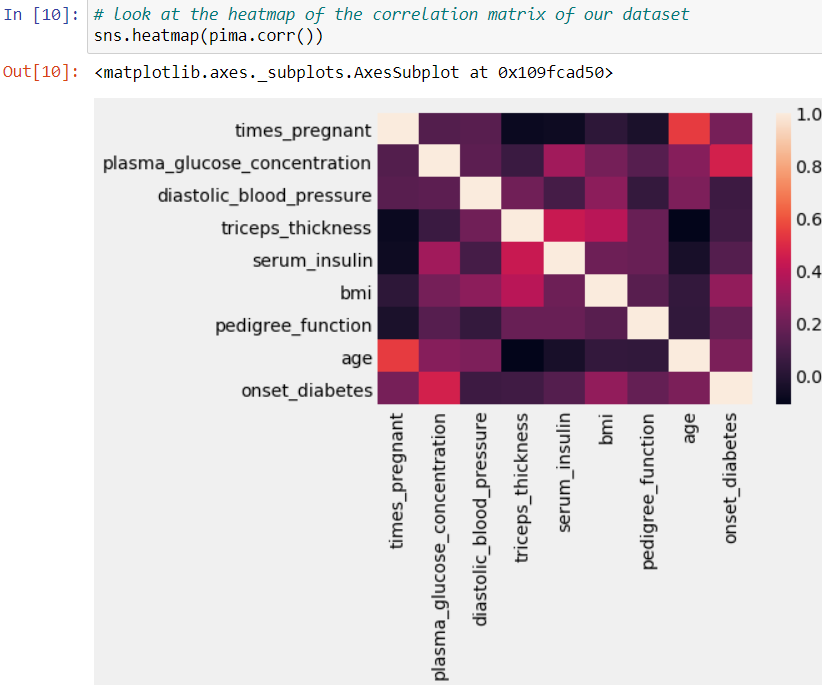 In [10]: # look at the heatmap of the correlation matrix of our dataset
sns.heatmap(pima.corr())
Out[10]: <matplotlib.axes._subplots.AxesSubplot at 0x109fcad50>
times_pregnant
plasma_glucose_concentration
diastolic_blood_pressure
triceps_thickness
serum_insulin
bmi
pedigree_function
age
onset_diabetes
1.0
0.8
0.6
0.4
0.2
0.0
times_pregnant
plasma_glucose_concentration
diastolic_blood_pressure
triceps_thickness
serum_insulin
bmi
pedigree_function
age
onset_diabetes